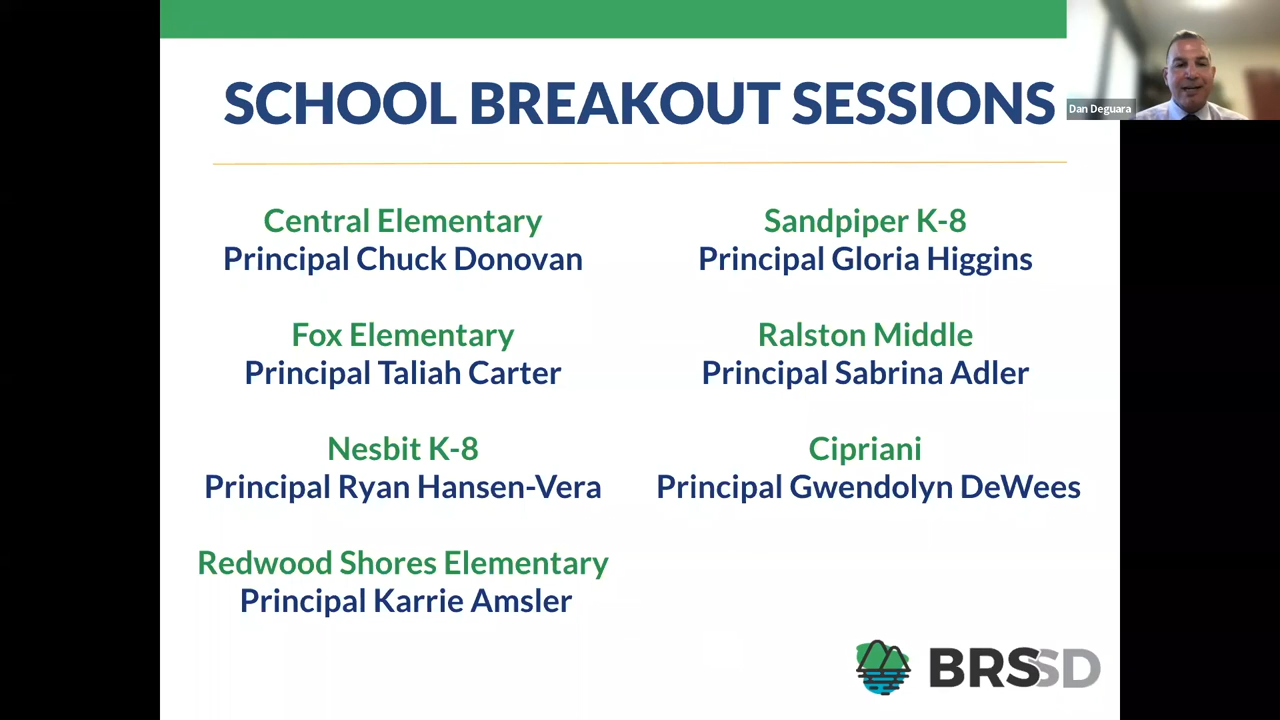 SCHOOL BREAKOUT SESSIONS
Dan Deguara
Central Elementary
Principal Chuck Donovan
Sandpiper K-8
Principal Gloria Higgins
Fox Elementary
Principal Taliah Carter
Ralston Middle
Principal Sabrina Adler
Nesbit K-8
Principal Ryan Hansen-Vera
Cipriani
Principal Gwendolyn DeWees
Redwood Shores Elementary
Principal Karrie Amsler
BRSSD